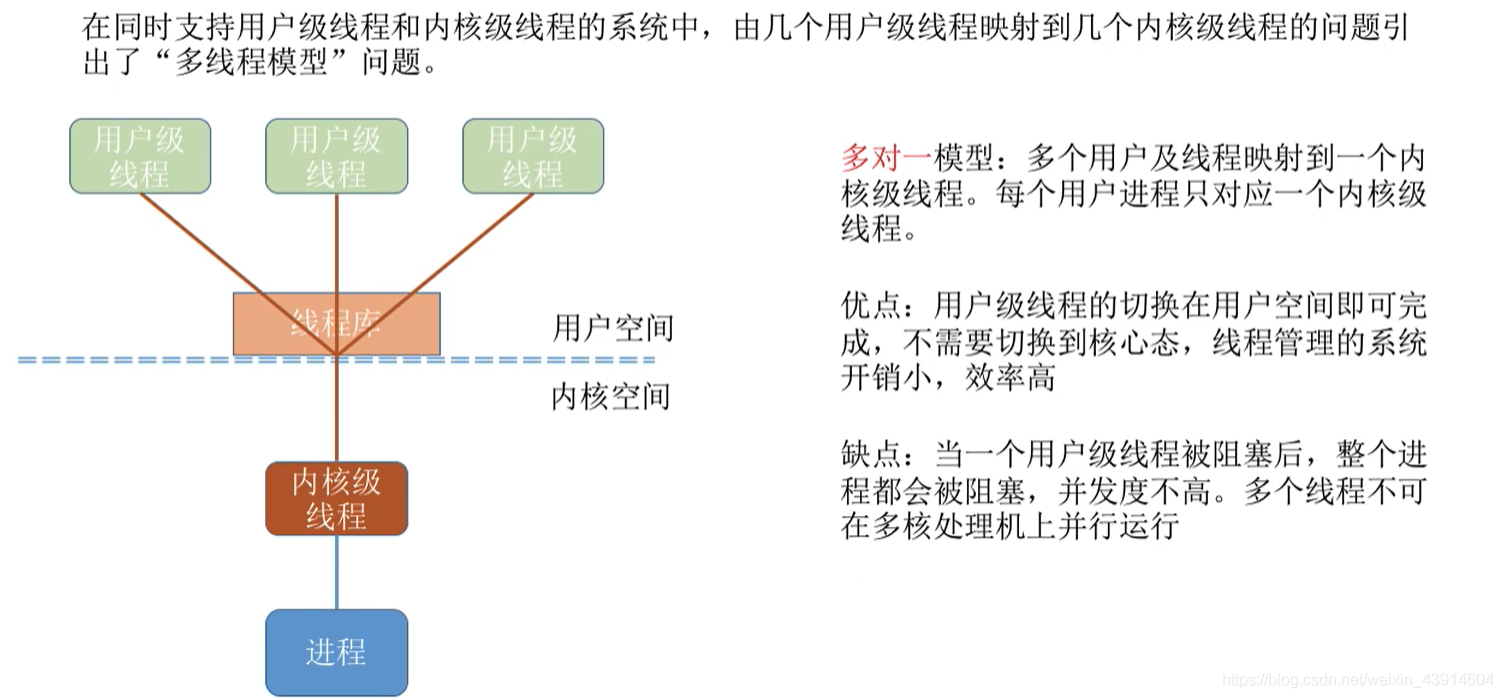 在同时支持用户级线程和内核级线程的系统中，由几个用户级线程映射到几个内核级线程的问题引
出了“多线程模型”问题。
用户级
线程
用户级
线程
用户级
线程
线程库
用户空间
内核空间
内核级
线程
进程
多对一模型：多个用户及线程映射到一个内
核级线程。每个用户进程只对应一个内核级
线程。
优点：用户级线程的切换在用户空间即可完
成，不需要切换到核心态，线程管理的系统
开销小，效率高
缺点：当一个用户级线程被阻塞后，整个进
程都会被阻塞，并发度不高。多个线程不可
在多核处理机上并行运行
https://blog.csdn.net/weixin_43914604